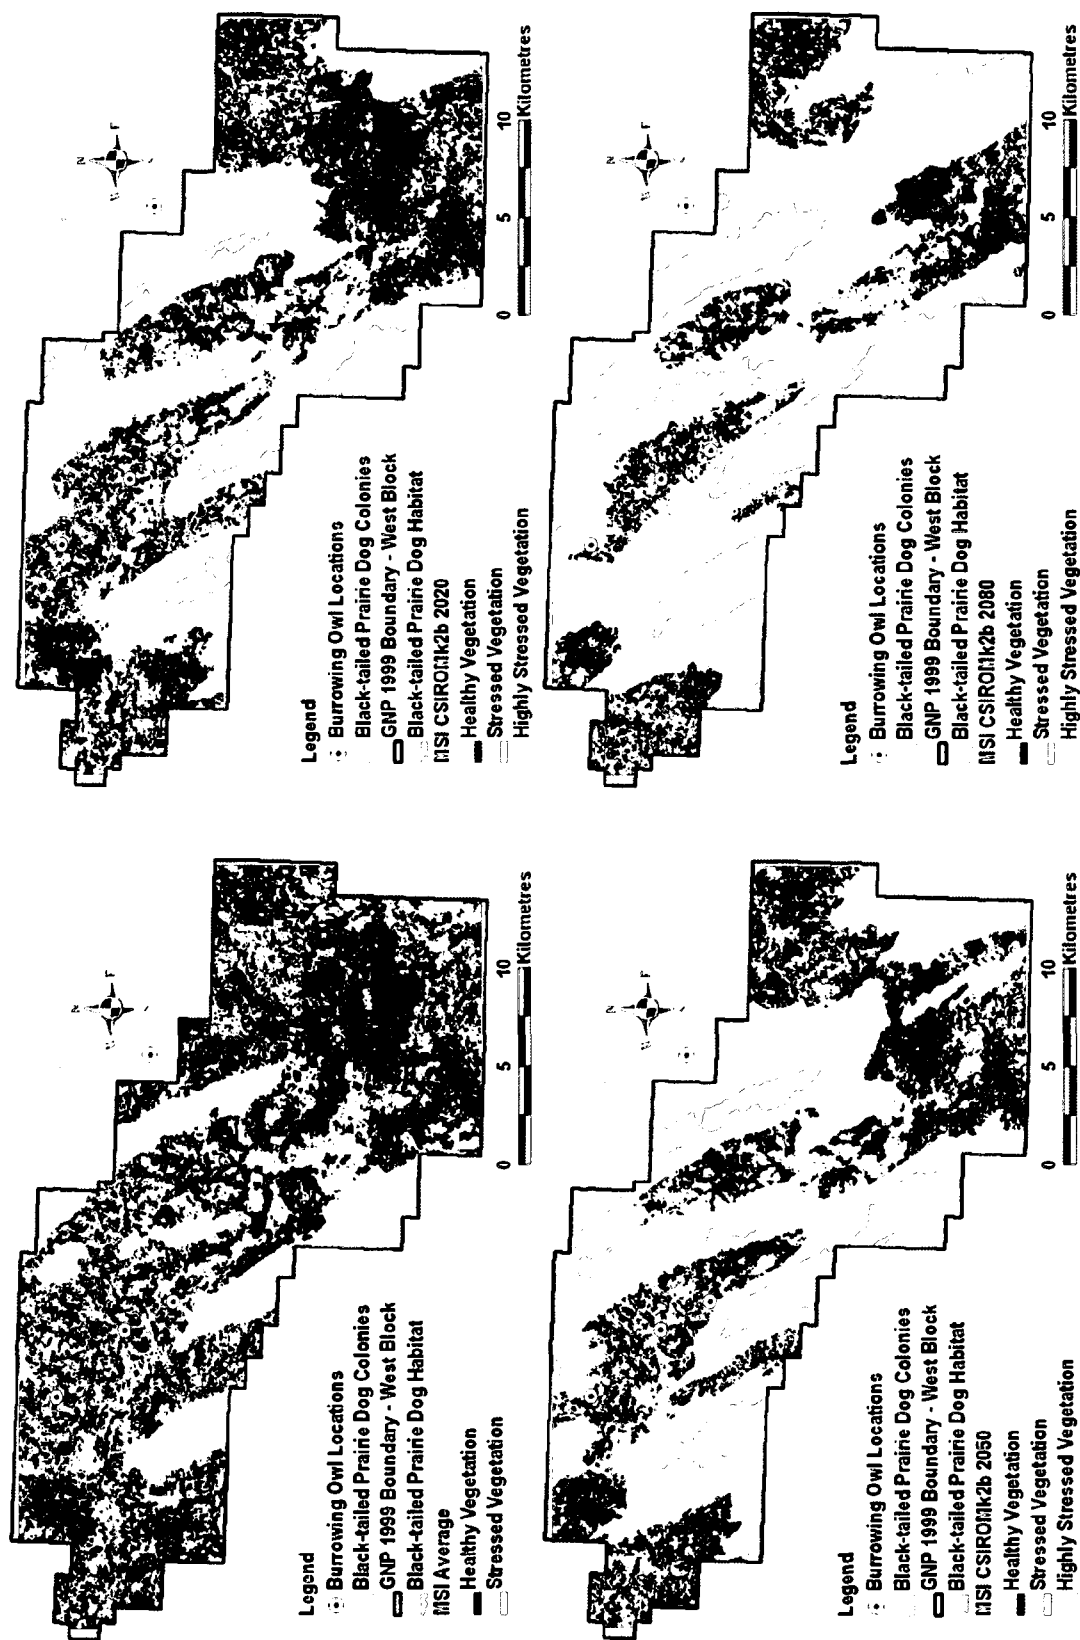 N
Legend
Burrowing Owl Locations
Black-tailed Prairie Dog Colonies
GNP 1999 Boundary - West Block
Black-tailed Prairie Dog Habitat
MSI Average
Healthy Vegetation
Stressed Vegetation
0 5 10
Kilometres
N
Legend
Burrowing Owl Locations
Black-tailed Prairie Dog Colonies
GNP 1999 Boundary - West Block
Black-tailed Prairie Dog Habitat
MSI CSIROMk2b 2020
Healthy Vegetation
Stressed Vegetation
Highly Stressed Vegetation
0 5 10
Kilometres
N
Legend
Burrowing Owl Locations
Black-tailed Prairie Dog Colonies
GNP 1999 Boundary - West Block
Black-tailed Prairie Dog Habitat
MSI CSIROMk2b 2050
Healthy Vegetation
Stressed Vegetation
Highly Stressed Vegetation
0 5 10
Kilometres
N
Legend
Burrowing Owl Locations
Black-tailed Prairie Dog Colonies
GNP 1999 Boundary - West Block
Black-tailed Prairie Dog Habitat
MSI CSIROMk2b 2080
Healthy Vegetation
Stressed Vegetation
Highly Stressed Vegetation
0 5 10
Kilometres